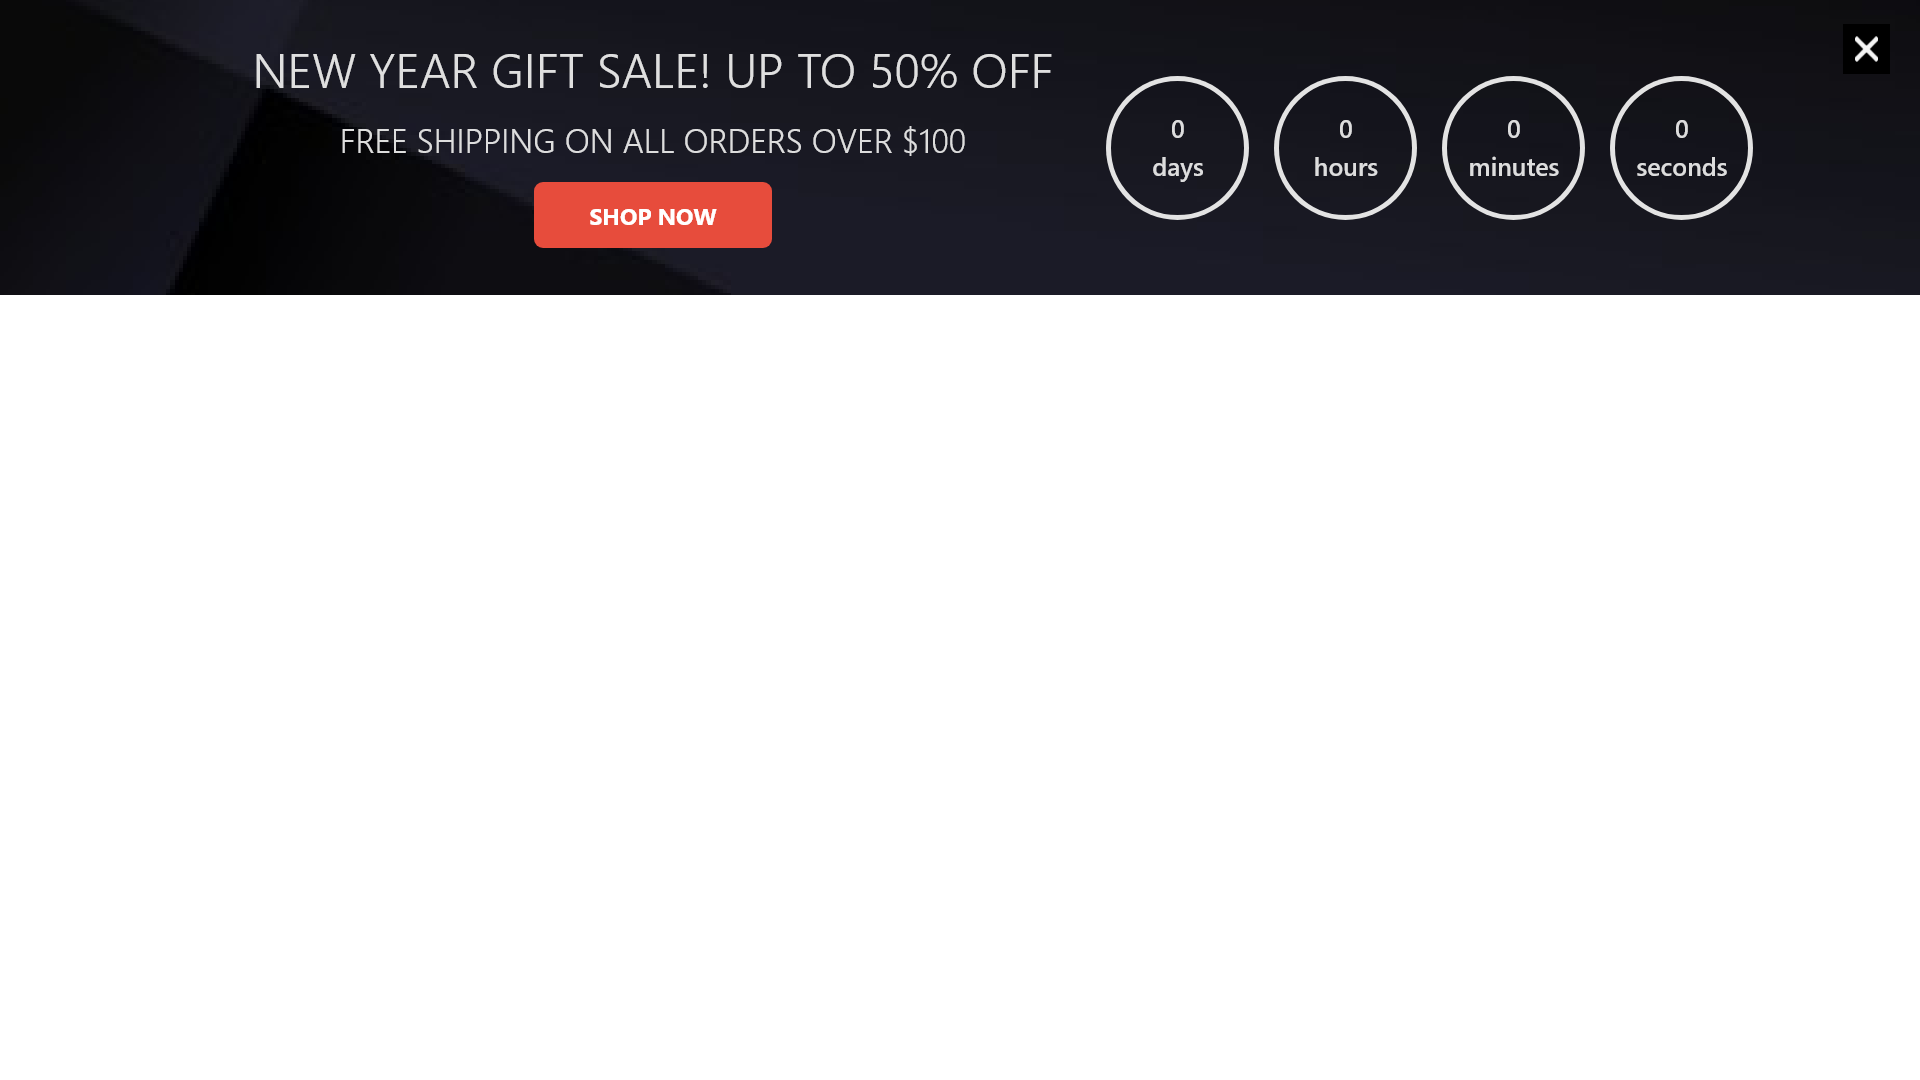 NEW YEAR GIFT SALE! UP TO 50% OFF
FREE SHIPPING ON ALL ORDERS OVER $100
SHOP NOW
0
days
0
hours
0
minutes
0
seconds